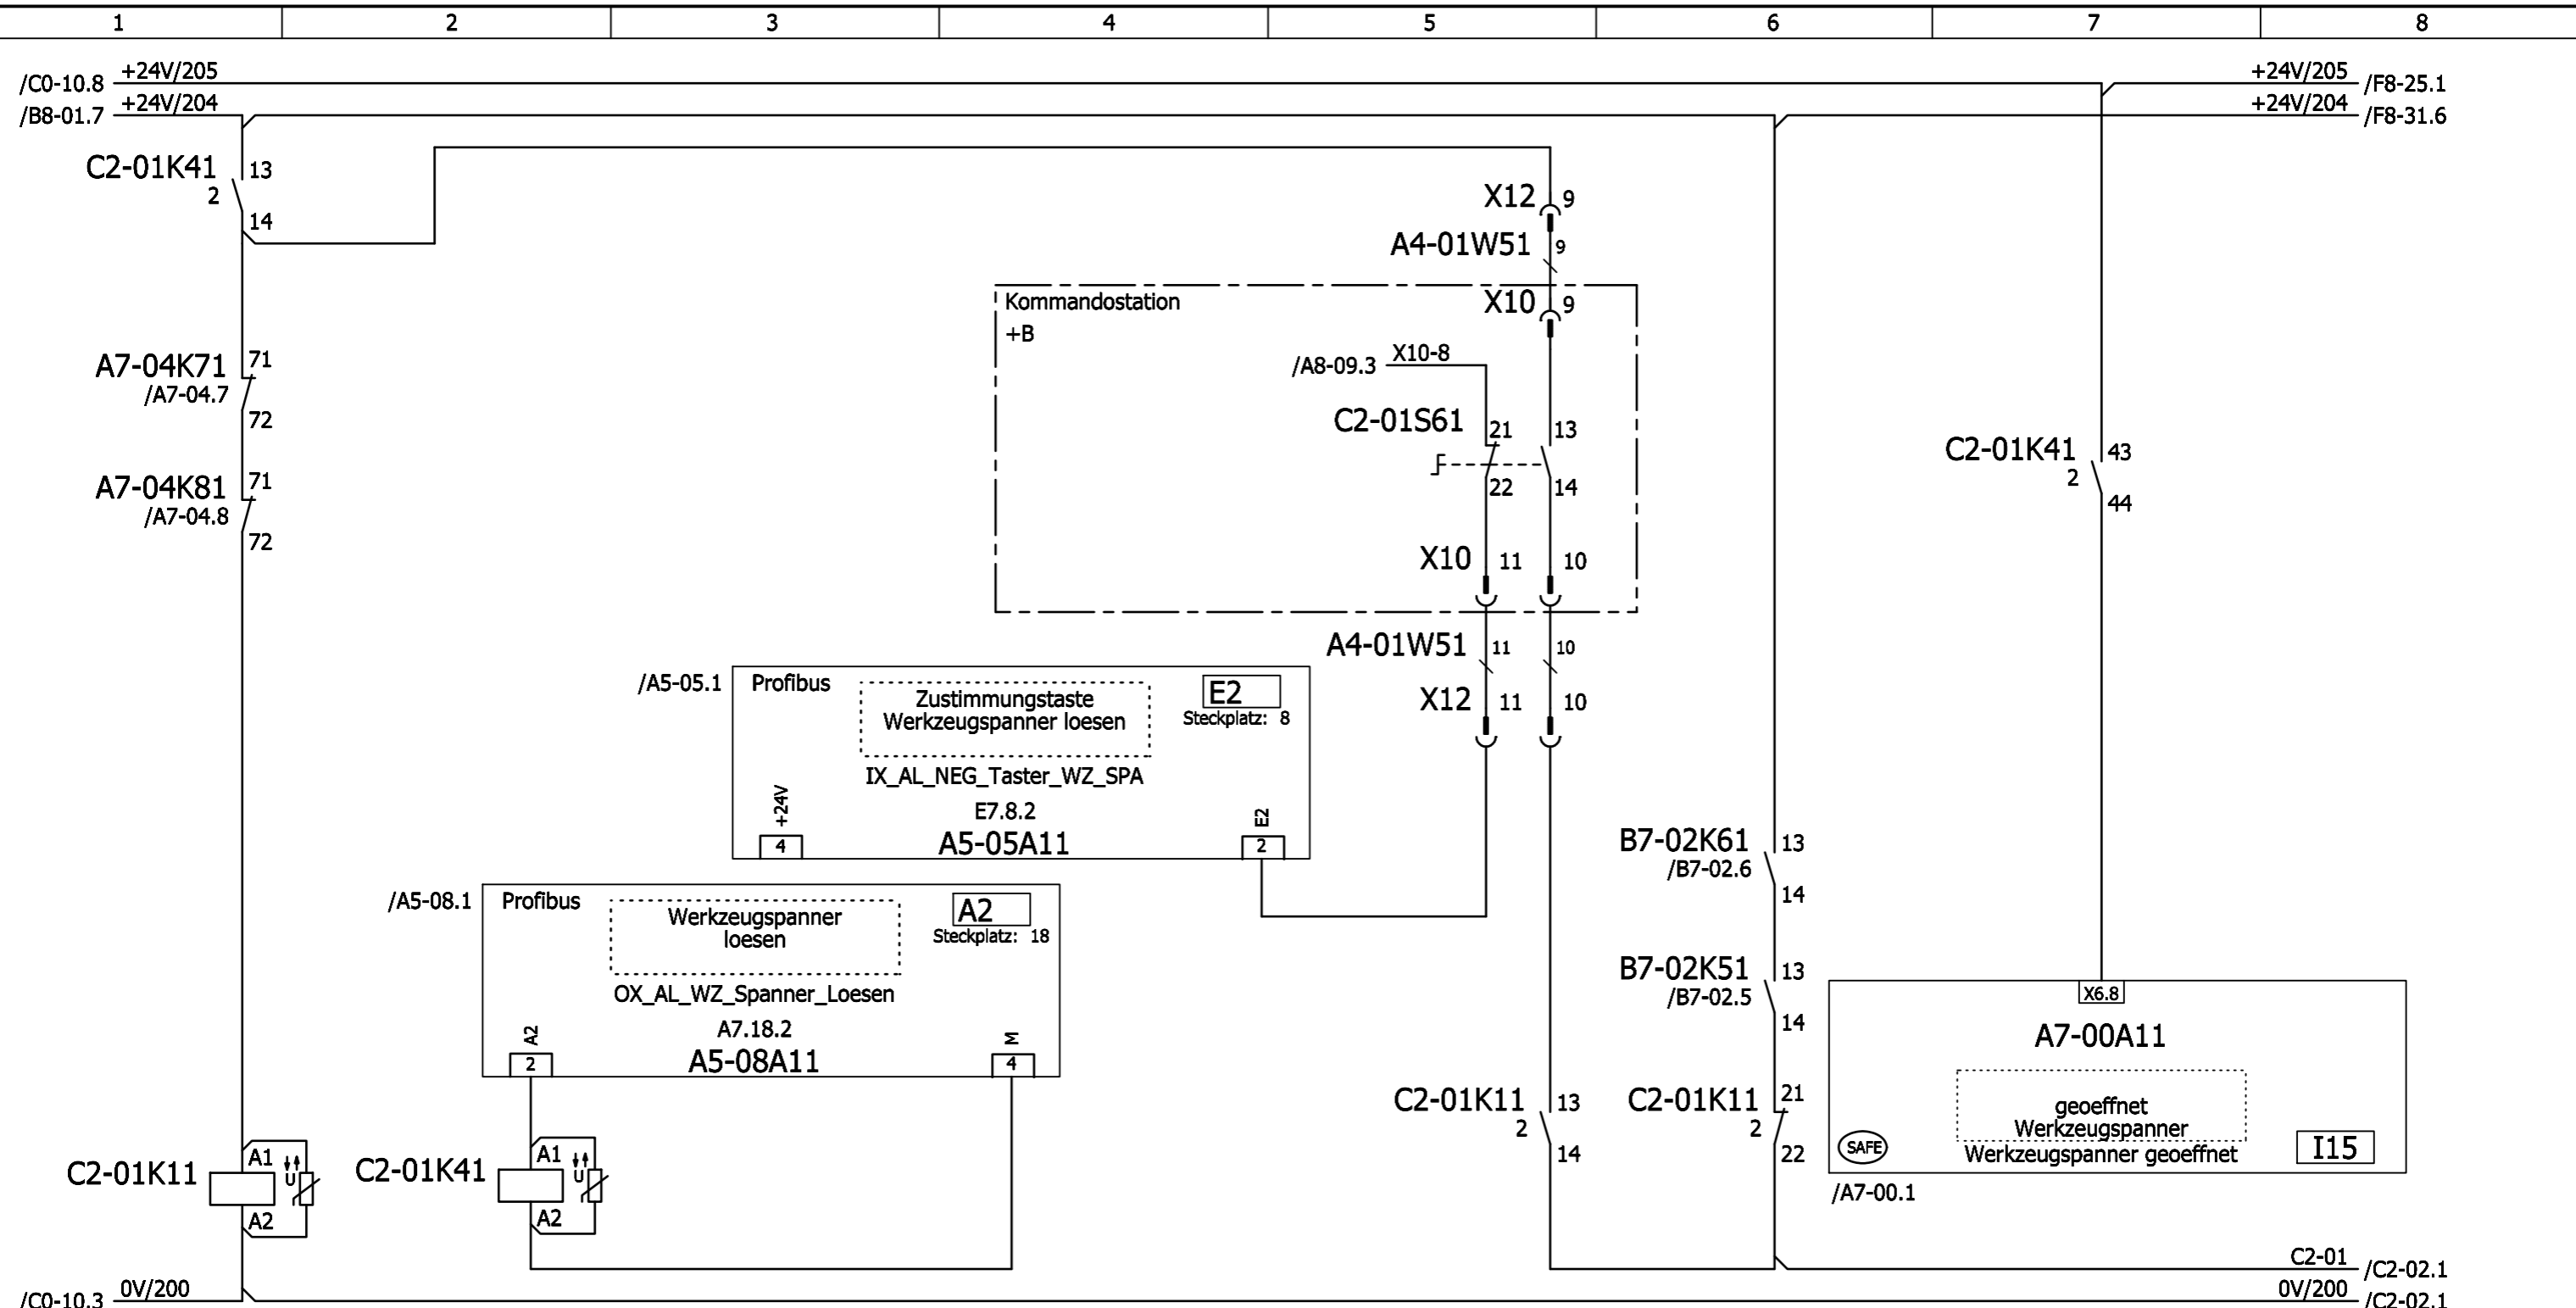 1 2 3 4 5 6 7 8
/C0-10.8 +24V/205 +24V/205 /F8-25.1
/B8-01.7 +24V/204 +24V/204 /F8-31.6
C2-01K41 13
2
14
X12 9
A4-01W51 9
Kommandostation
+B
X10 9
/A8-09.3 X10-8
A7-04K71 71
/A7-04.7
72
A7-04K81 71
/A7-04.8
72
C2-01S61 21 13
22 14
C2-01K41 43
2
44
X10 11 10
A4-01W51 11 10
X12 11 10
/A5-05.1 Profibus
Zustimmungstaste
Werkzeugspanner loesen
E2
Steckplatz: 8
IX_AL_NEG_Taster_WZ_SPA
E7.8.2
A5-05A11
+24V
4
E2
2
/A5-08.1 Profibus
Werkzeugspanner
loesen
A2
Steckplatz: 18
OX_AL_WZ_Spanner_Loesen
A7.18.2
A5-08A11
A2
2
M
4
B7-02K61 13
/B7-02.6
14
B7-02K51 13
/B7-02.5
14
C2-01K11 13
2
14
C2-01K11 21
2
22
X6.8
A7-00A11
geoeffnet
Werkzeugspanner
Werkzeugspanner geoeffnet
SAFE
I15
/A7-00.1
C2-01K11 A1
U
A2
C2-01K41 A1
U
A2
C2-01 /C2-02.1
/C0-10.3 0V/200 0V/200 /C2-02.1